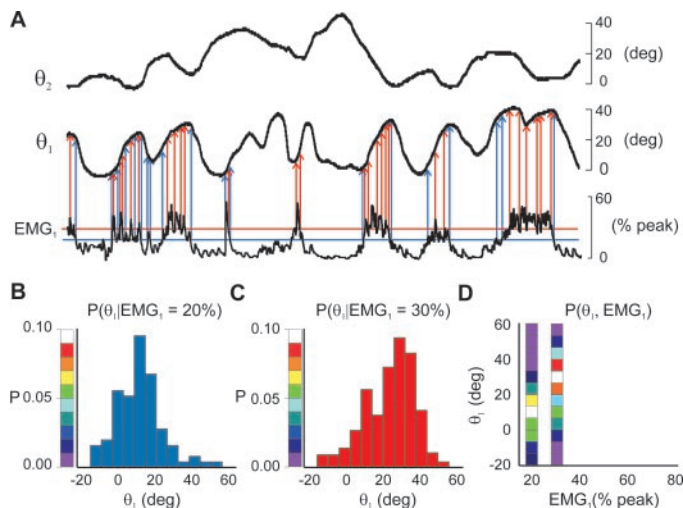 A
θ2
40
20
0
(deg)
θ1
40
20
0
(deg)
EMG1
60
0
(% peak)
B
P(θ1|EMG1 = 20%)
0.10
0.05
0.00
P
-20 0 20 40 60
θ1 (deg)
C
P(θ1|EMG1 = 30%)
0.10
0.05
0.00
-20 0 20 40 60
θ1 (deg)
D
P(θ1, EMG1)
60
40
20
0
-20
θ1 (deg)
20 40 60 80
EMG1(% peak)